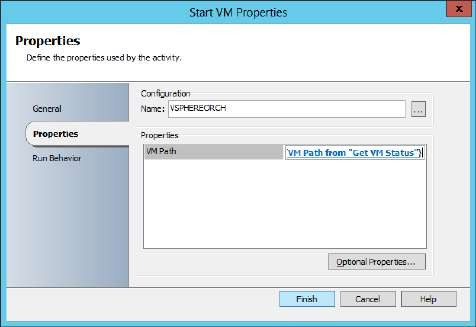 Start VM Properties
x
Properties
Define the properties used by the activity.
General
Properties
Run Behavior
Configuration
Name: VSPHEREORCH ...
Properties
VM Path VM Path from "Get VM Status"}
Optional Properties...
Finish Cancel Help